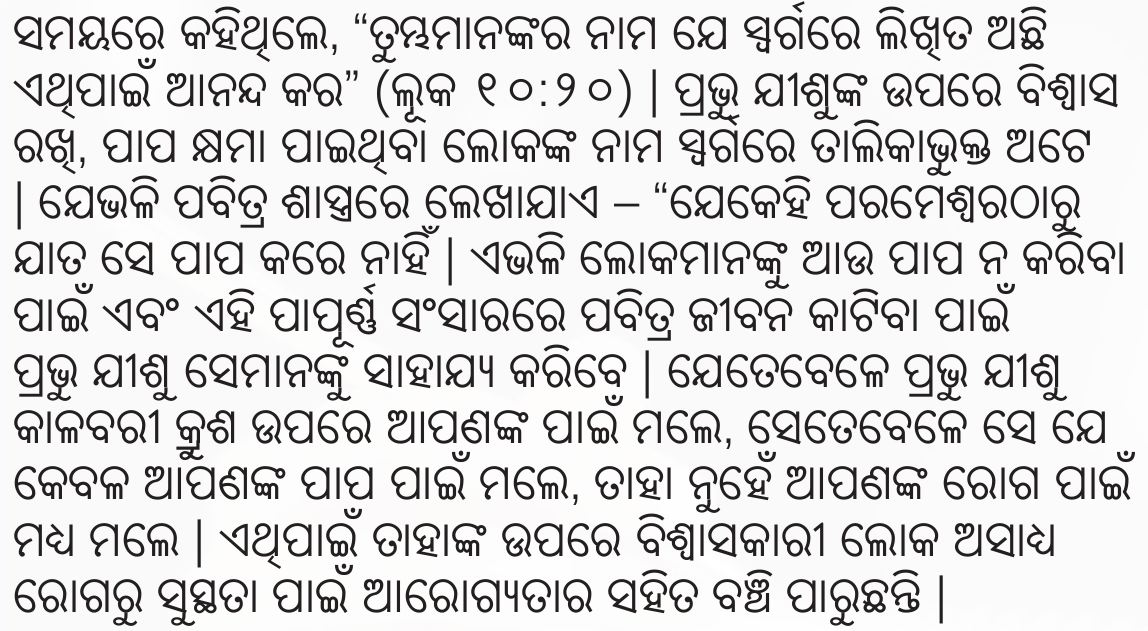 ସମୟରେ କହିଥିଲେ, “ତୁମ୍ଭମାନଙ୍କର ନାମ ଯେ ସ୍ୱର୍ଗରେ ଲିଖିତ ଅଛି
ଏଥିପାଇଁ ଆନନ୍ଦ କର” (ଲୂକ ୧୦:୨୦) | ପ୍ରଭୁ ଯୀଶୁଙ୍କ ଉପରେ ବିଶ୍ୱାସ
ରଖି, ପାପ କ୍ଷମା ପାଇଥିବା ଲୋକଙ୍କ ନାମ ସ୍ୱର୍ଗରେ ତାଲିକାଭୁକ୍ତ ଅଟେ
| ଯେଭଳି ପବିତ୍ର ଶାସ୍ତ୍ରରେ ଲେଖାଯାଏ – “ଯେକେହି ପରମେଶ୍ୱରଠାରୁ
ଯାତ ସେ ପାପ କରେ ନାହିଁ | ଏଭଳି ଲୋକମାନଙ୍କୁ ଆଉ ପାପ ନ କରିବା
ପାଇଁ ଏବଂ ଏହି ପାପୂର୍ଣ୍ଣ ସଂସାରରେ ପବିତ୍ର ଜୀବନ କାଟିବା ପାଇଁ
ପ୍ରଭୁ ଯୀଶୁ ସେମାନଙ୍କୁ ସାହାଯ୍ୟ କରିବେ | ଯେତେବେଳେ ପ୍ରଭୁ ଯୀଶୁ
କାଳବରୀ କ୍ରୁଶ ଉପରେ ଆପଣଙ୍କ ପାଇଁ ମଲେ, ସେତେବେଳେ ସେ ଯେ
କେବଳ ଆପଣଙ୍କ ପାପ ପାଇଁ ମଲେ, ତାହା ନୁହେଁ ଆପଣଙ୍କ ରୋଗ ପାଇଁ
ମଧ୍ୟ ମଲେ | ଏଥିପାଇଁ ତାହାଙ୍କ ଉପରେ ବିଶ୍ୱାସକାରୀ ଲୋକ ଅସାଧ୍ୟ
ରୋଗରୁ ସୁସ୍ଥତା ପାଇଁ ଆରୋଗ୍ୟତାର ସହିତ ବଞ୍ଚି ପାରୁଛନ୍ତି |